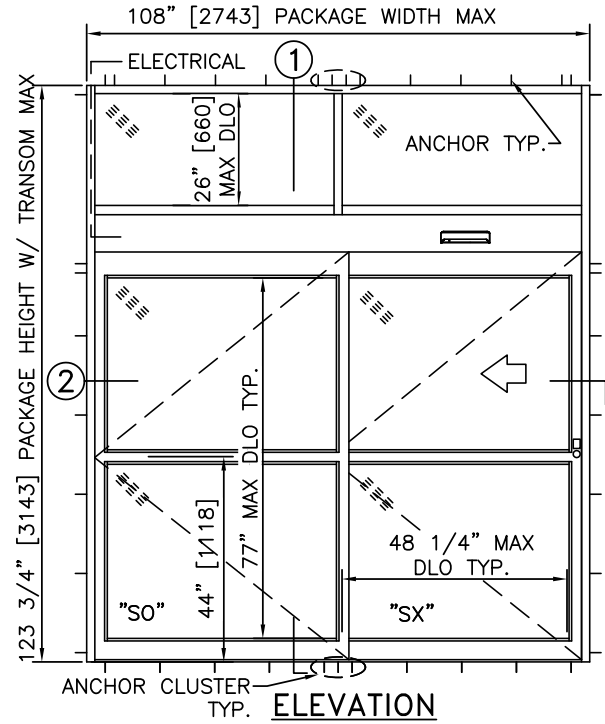 108" [2743] PACKAGE WIDTH MAX
ELECTRICAL
1
123 3/4" [3143] PACKAGE HEIGHT W/ TRANSOM MAX
26" [660]
MAX DLO
ANCHOR TYP.
2
77" MAX DLO TYP.
44" [1118]
48 1/4" MAX
DLO TYP.
"SO"
"SX"
ANCHOR CLUSTER
TYP.
ELEVATION